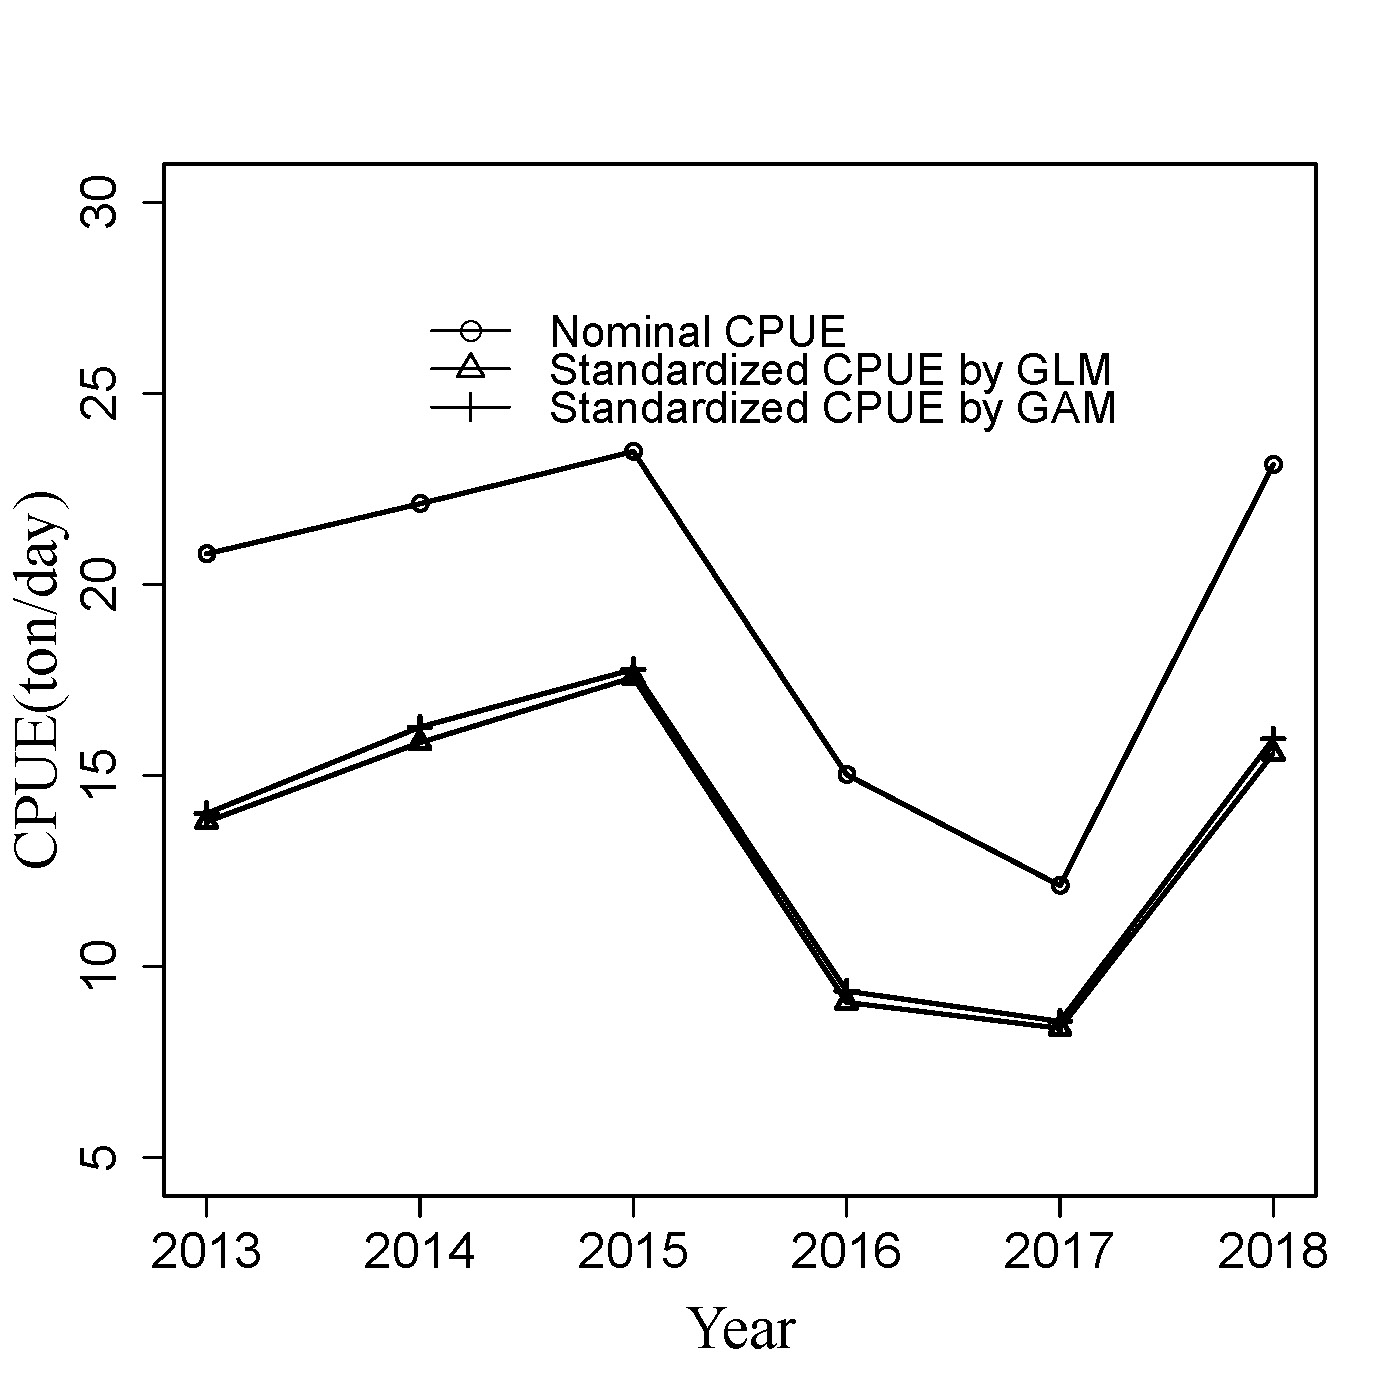 30
25
20
15
10
5
CPUE(ton/day)
Nominal CPUE
Standardized CPUE by GLM
Standardized CPUE by GAM
2013 2014 2015 2016 2017 2018
Year